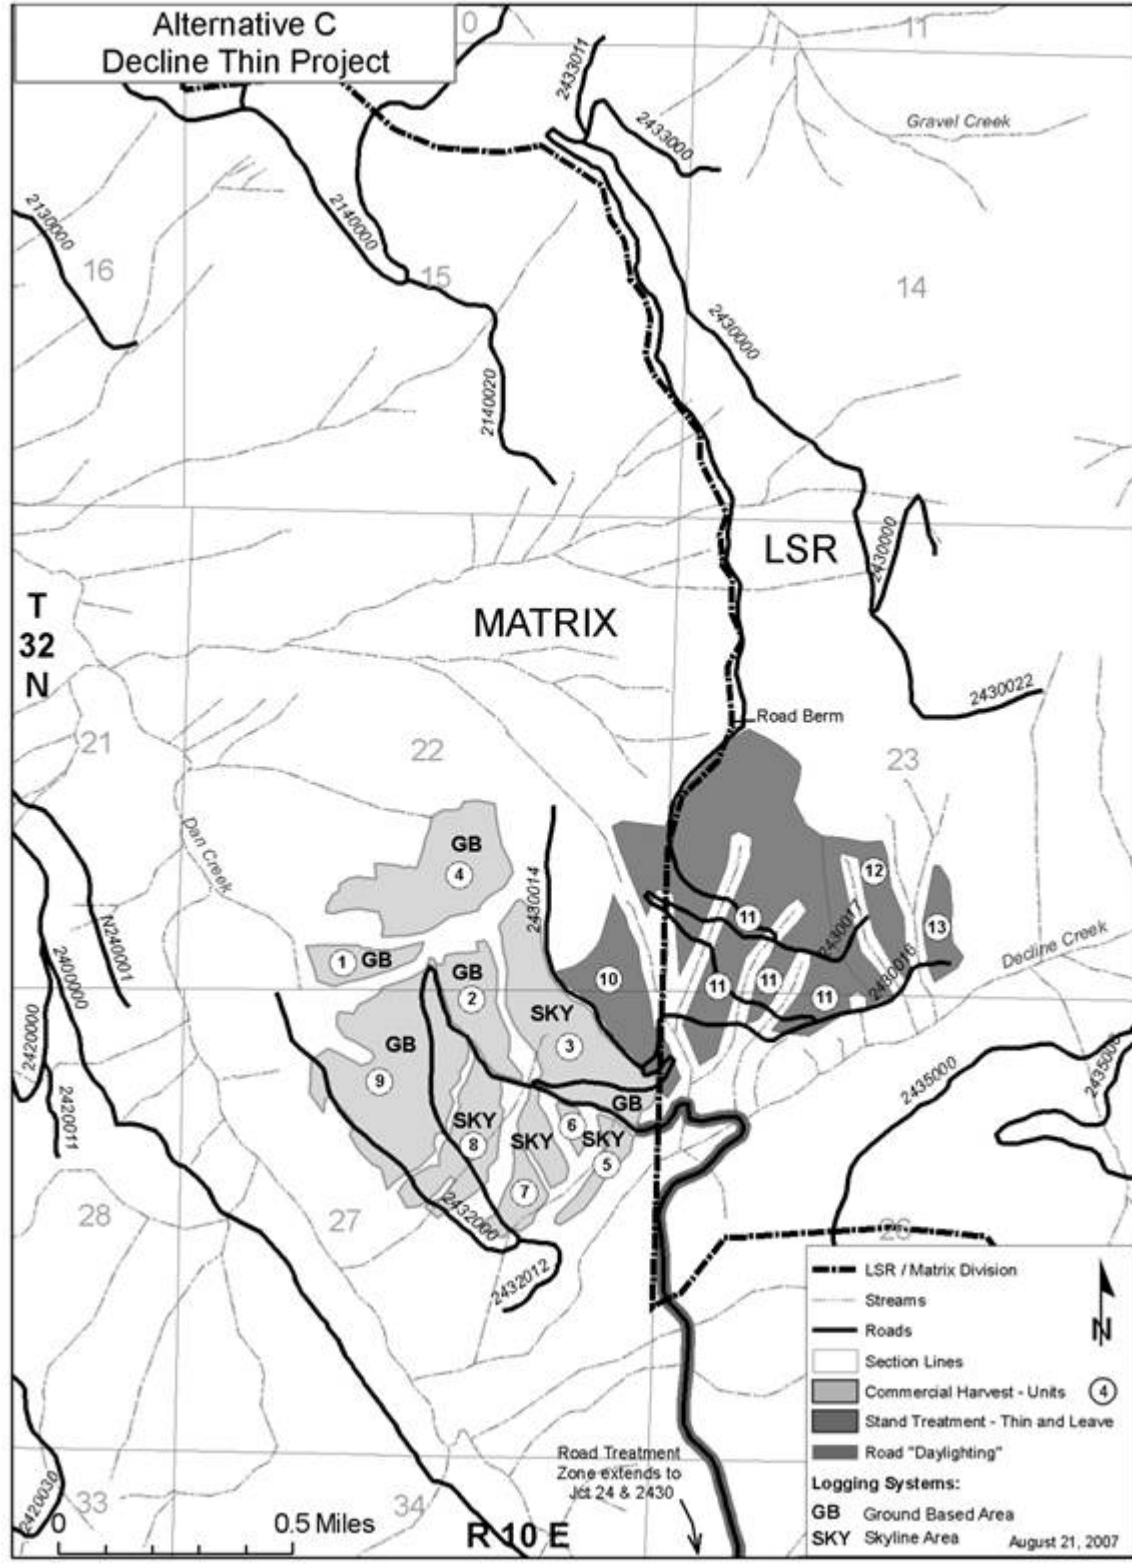 Alternative C
Decline Thin Project
0
11
2433011
2433000
Gravel Creek
2130000
2140000
16
15
14
2430000
2140020
LSR
2430000
MATRIX
T
32
N
2430022
Road Berm
21
22
23
Dan Creek
GB
4
2430014
12
11
2430017
13
1
GB
GB
2
10
11
11
11
2430016
Decline Creek
N240001
2400000
2420000
2420011
SKY
3
GB
9
GB
2435000
SKY
8
SKY
6
SKY
5
7
2432000
2432012
28
27
26
LSR / Matrix Division
Streams
Roads
N
Section Lines
Commercial Harvest - Units
4
Stand Treatment - Thin and Leave
Road "Daylighting"
Logging Systems:
GB
Ground Based Area
SKY
Skyline Area
August 21, 2007
Road Treatment
Zone extends to
Jct 24 & 2430
2420030
33
34
0
0.5 Miles
R 10 E